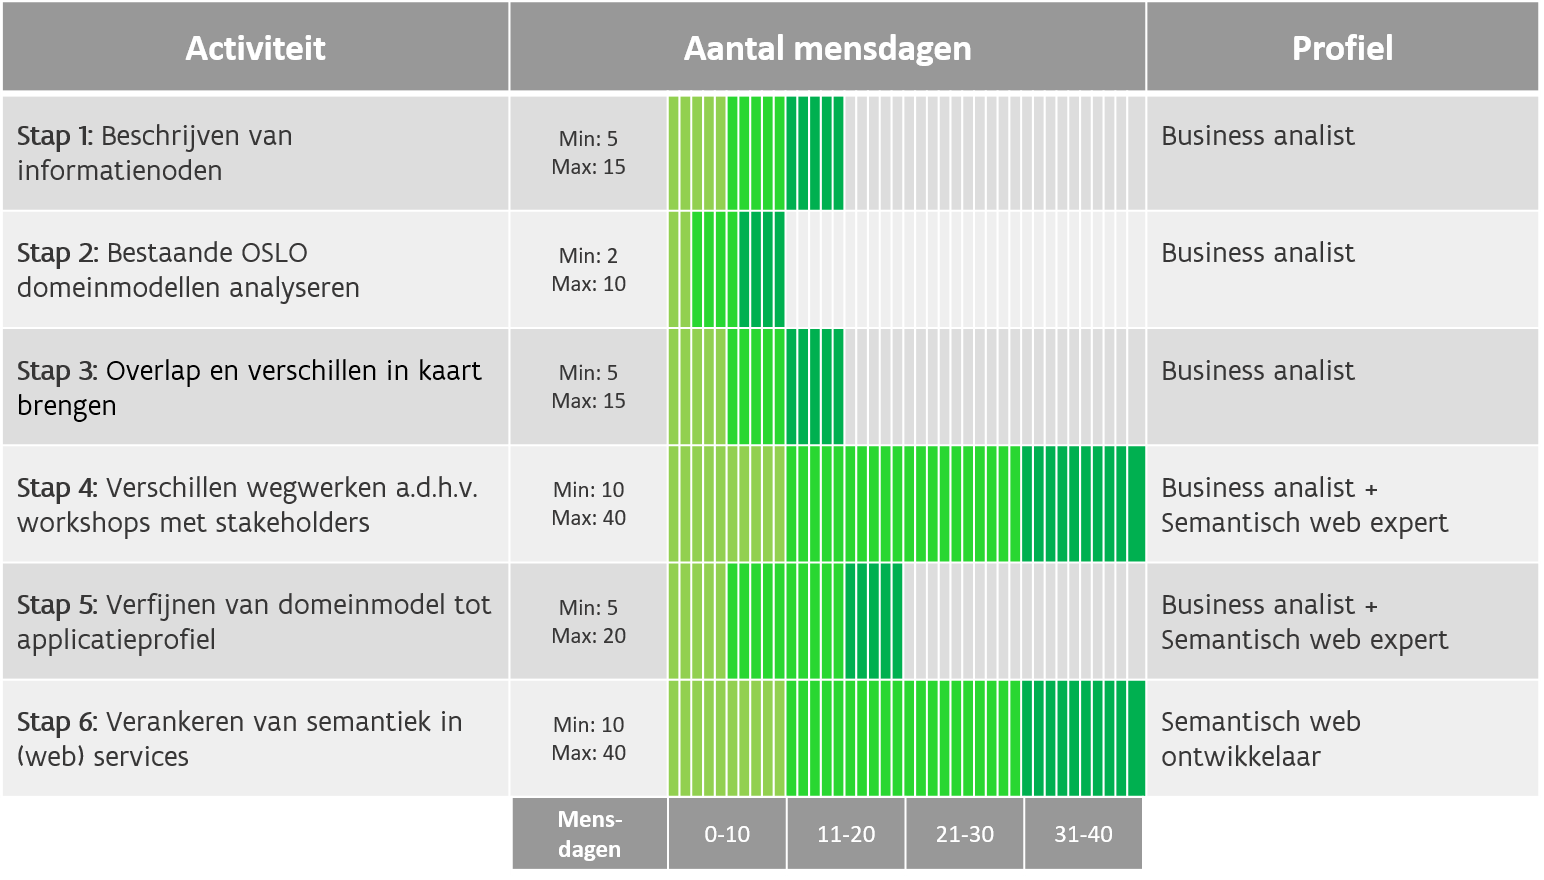 Activiteit
Aantal mensdagen
Profiel
Stap 1: Beschrijven van
informatienoden
Min: 5
Max: 15
Business analist
Stap 2: Bestaande OSLO
domeinmodellen analyseren
Min: 2
Max: 10
Business analist
Stap 3: Overlap en verschillen in kaart
brengen
Min: 5
Max: 15
Business analist
Stap 4: Verschillen wegwerken a.d.h.v.
workshops met stakeholders
Min: 10
Max: 40
Business analist +
Semantisch web expert
Stap 5: Verfijnen van domeinmodel tot
applicatieprofiel
Min: 5
Max: 20
Business analist +
Semantisch web expert
Stap 6: Verankeren van semantiek in
(web) services
Min: 10
Max: 40
Semantisch web
ontwikkelaar
Mens-
dagen
0-10
11-20
21-30
31-40